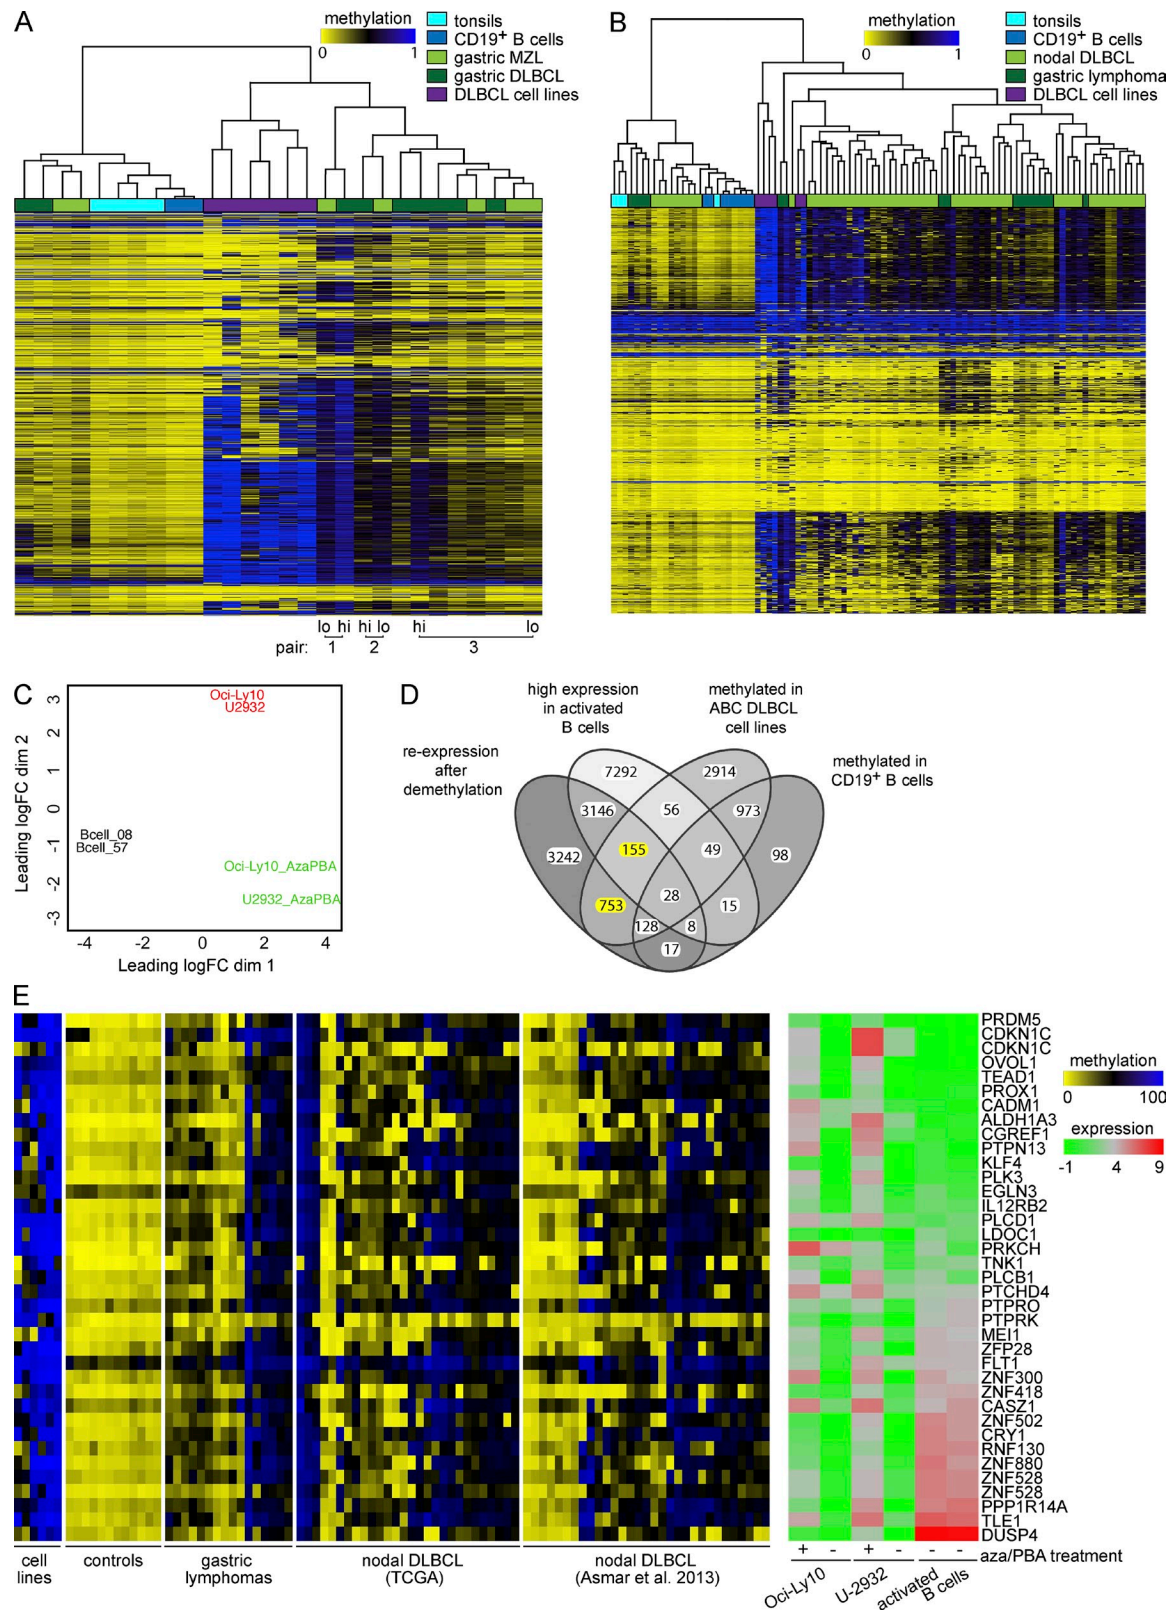 A
methylation
0 1
tonsils
CD19+ B cells
gastric MZL
gastric DLBCL
DLBCL cell lines
lo hi hi lo hi lo
pair: 1 2 3
B
methylation
0 1
tonsils
CD19+ B cells
nodal DLBCL
gastric lymphoma
DLBCL cell lines
C
Leading logFC dim 2
3
2
1
0
-1
-2
-3
Oci-Ly10
U2932
Bcell_08
Bcell_57
Oci-Ly10_AzaPBA
U2932_AzaPBA
-4 -2 0 2 4
Leading logFC dim 1
D
re-expression
after
demethylation
high expression
in activated
B cells
methylated in
ABC DLBCL
cell lines
methylated in
CD19+ B cells
7292 2914
3146 56 973
3242 155 49 98
28
753 15
128 8
17
E
PRDM5
CDKN1C
CDKN1C
OVOL1
TEAD1
PROX1
CADM1
ALDH1A3
CGREF1
PTPN13
KLF4
PLK3
EGLN3
IL12RB2
PLCD1
LDOC1
PRKCH
TNK1
PLCB1
PTCHD4
PTPRO
PTPRK
MEI1
ZFP28
FLT1
ZNF300
ZNF418
CASZ1
ZNF502
CRY1
RNF130
ZNF880
ZNF528
ZNF528
PPP1R14A
TLE1
DUSP4
methylation
0 100
expression
-1 4 9
cell
lines
controls
gastric
lymphomas
nodal DLBCL
(TCGA)
nodal DLBCL
(Asmar et al. 2013)
+ - + - - - aza/PBA treatment
Oci-Ly10
U-2932
activated
B cells